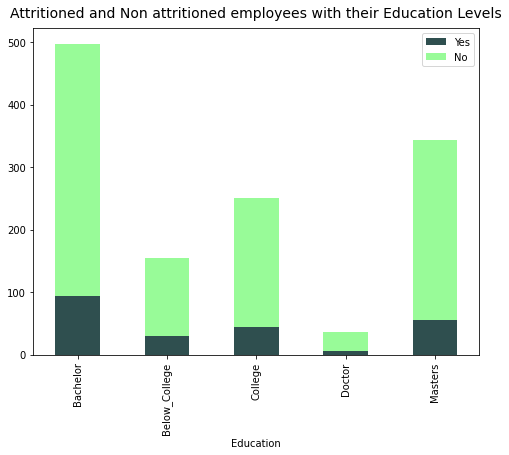 Attritioned and Non attritioned employees with their Education Levels
Yes
No
500
400
300
200
100
0
Bachelor
Below_College
College
Doctor
Masters
Education